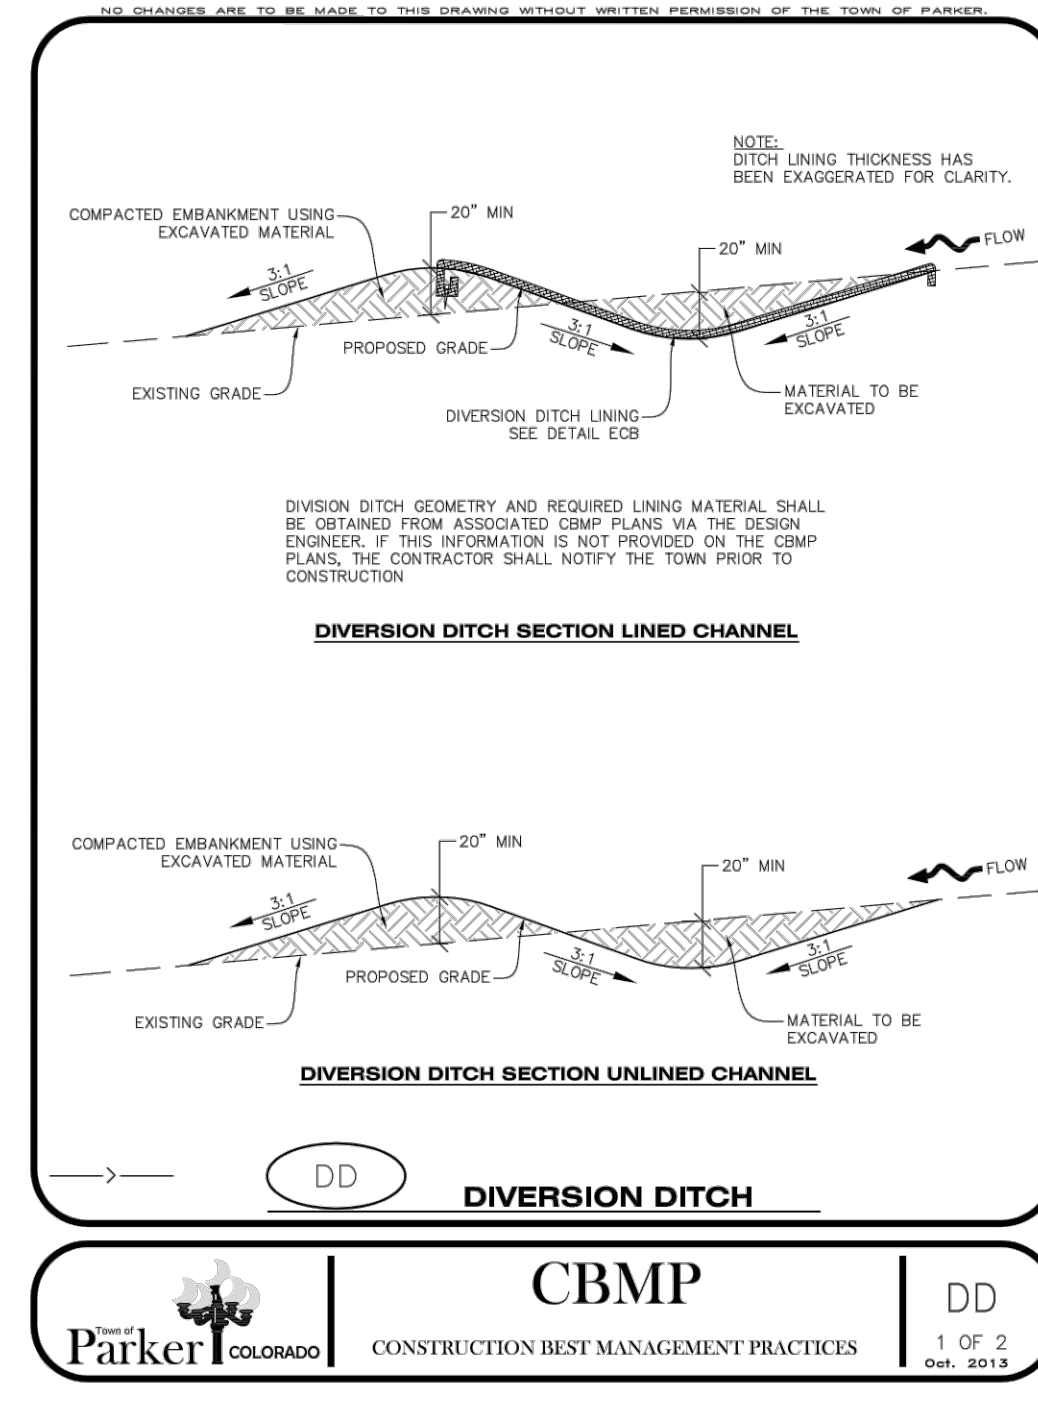 NO CHANGES ARE TO BE MADE TO THIS DRAWING WITHOUT WRITTEN PERMISSION OF THE TOWN OF PARKER.
NOTE:
DITCH LINING THICKNESS HAS
BEEN EXAGGERATED FOR CLARITY.
COMPACTED EMBANKMENT USING
EXCAVATED MATERIAL
20" MIN
20" MIN
FLOW
3:1
SLOPE
3:1
SLOPE
3:1
SLOPE
PROPOSED GRADE
EXISTING GRADE
MATERIAL TO BE
EXCAVATED
DIVERSION DITCH LINING
SEE DETAIL ECB
DIVISION DITCH GEOMETRY AND REQUIRED LINING MATERIAL SHALL
BE OBTAINED FROM ASSOCIATED CBMP PLANS VIA THE DESIGN
ENGINEER. IF THIS INFORMATION IS NOT PROVIDED ON THE CBMP
PLANS, THE CONTRACTOR SHALL NOTIFY THE TOWN PRIOR TO
CONSTRUCTION
DIVERSION DITCH SECTION LINED CHANNEL
COMPACTED EMBANKMENT USING
EXCAVATED MATERIAL
20" MIN
20" MIN
FLOW
3:1
SLOPE
3:1
SLOPE
3:1
SLOPE
PROPOSED GRADE
EXISTING GRADE
MATERIAL TO BE
EXCAVATED
DIVERSION DITCH SECTION UNLINED CHANNEL
DD
DIVERSION DITCH
Town of
Parker
COLORADO
CBMP
CONSTRUCTION BEST MANAGEMENT PRACTICES
DD
1 OF 2
Oct. 2013